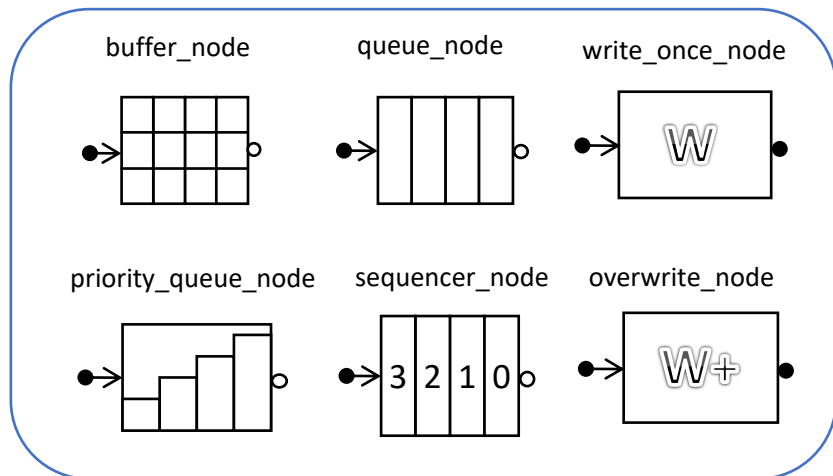 buffer_node
queue_node
write_once_node
W
priority_queue_node
sequencer_node
overwrite_node
3 2 1 0
W+